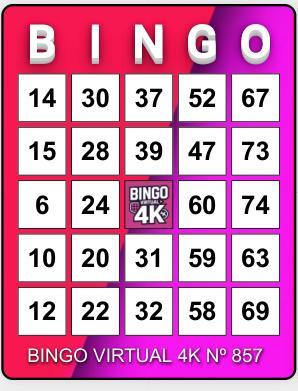 B I N G O
14 30 37 52 67
15 28 39 47 73
6 24 BINGO VIRTUAL 4K 60 74
10 20 31 59 63
12 22 32 58 69
BINGO VIRTUAL 4K Nº 857